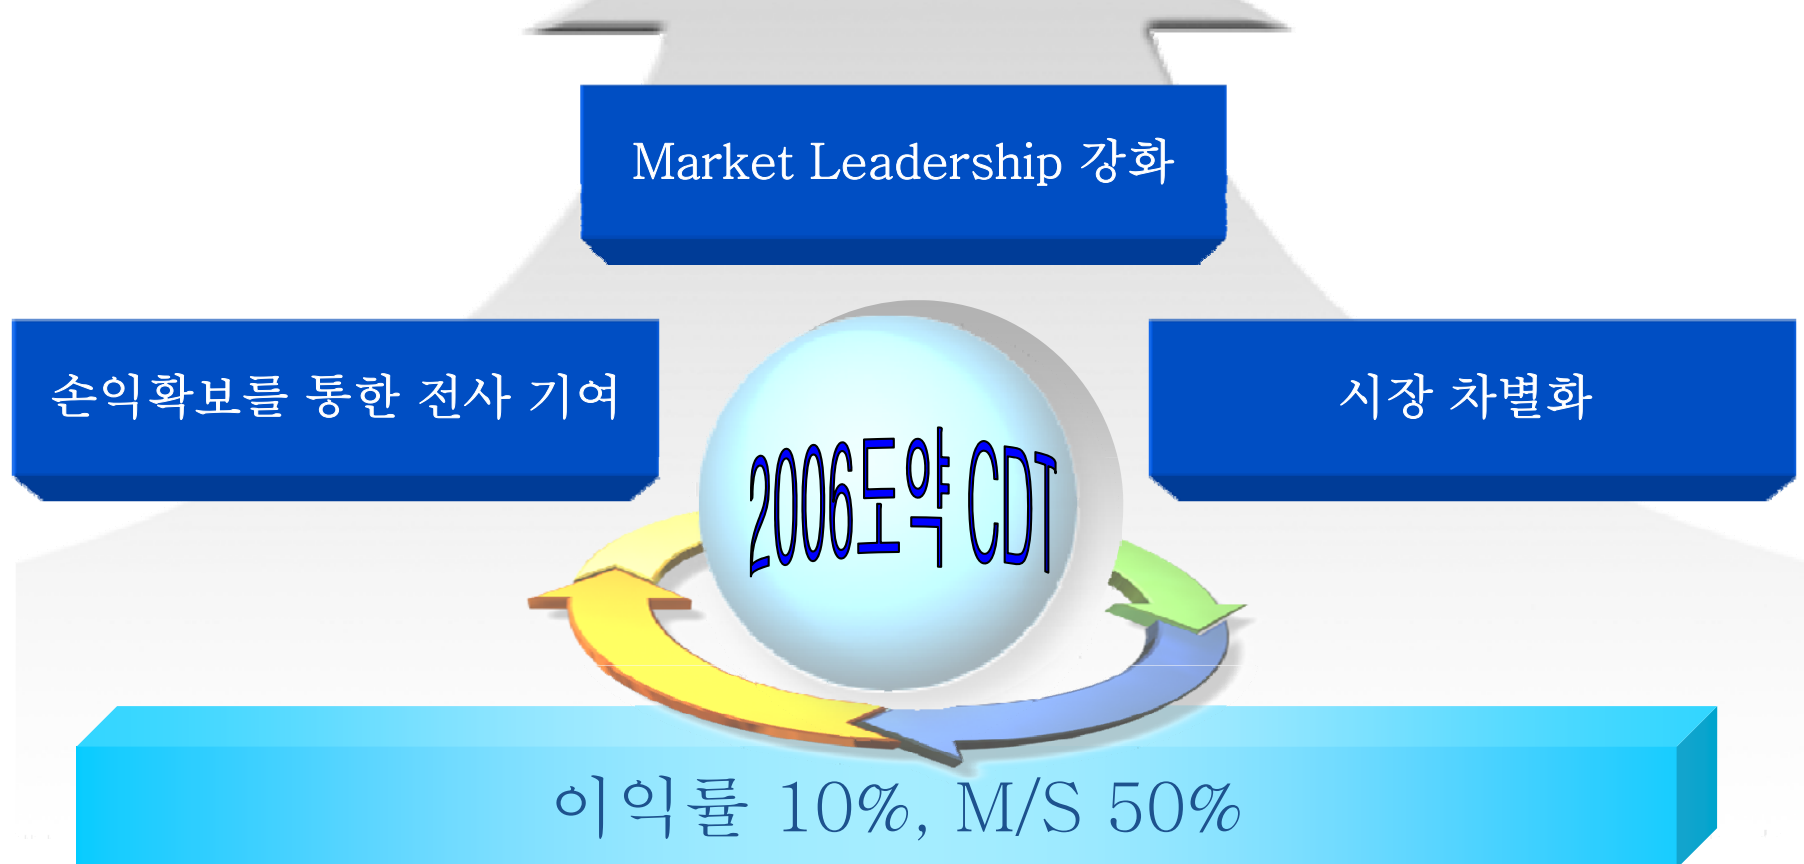 Market Leadership 강화
손익확보를 통한 전사 기여
시장 차별화
2006도약 CDT
이익률 10%, M/S 50%